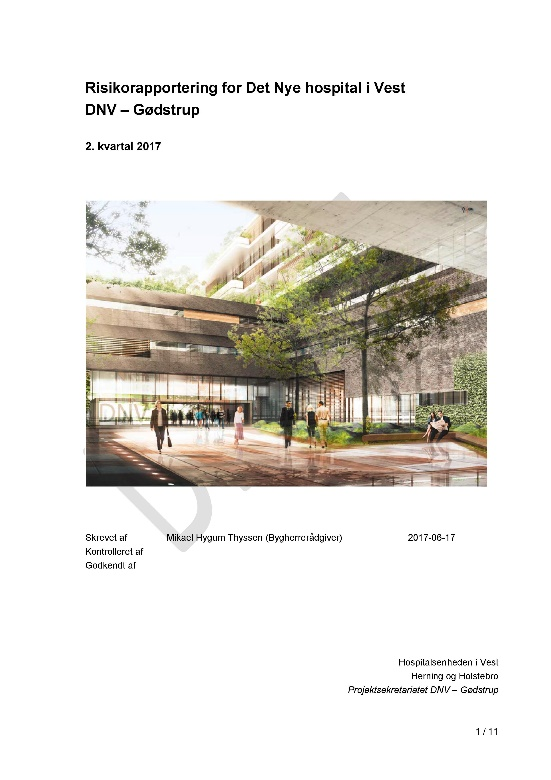 Risikorapportering for Det Nye hospital i Vest
DNV – Gødstrup
2. kvartal 2017
DNV
Skrevet af Mikael Hygum Thyssen (Bygherrerådgiver) 2017-06-17
Kontrolleret af
Godkendt af
Hospitalsenheden i Vest
Herning og Holstebro
Projektsekretariatet DNV – Gødstrup
1 / 11